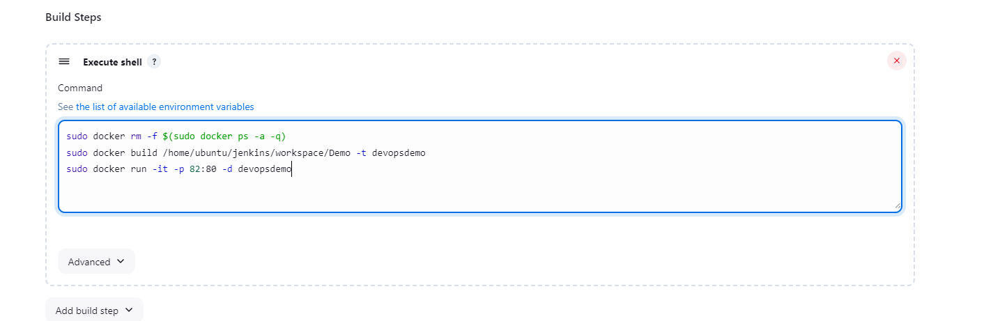 Build Steps
Execute shell ?
Command
See the list of available environment variables
sudo docker rm -f $(sudo docker ps -a -q)
sudo docker build /home/ubuntu/jenkins/workspace/Demo -t devopsdemo
sudo docker run -it -p 82:80 -d devopsdemo
Advanced
Add build step